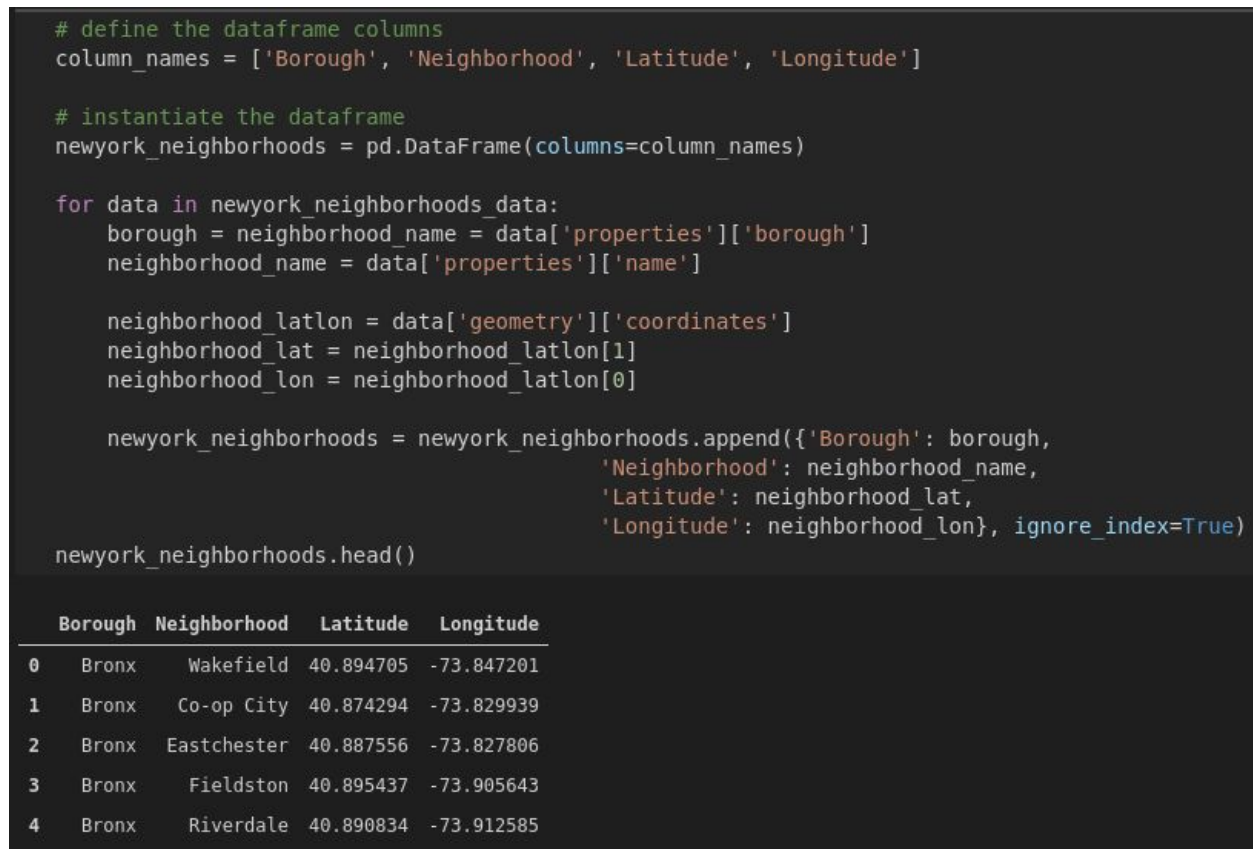 # define the dataframe columns
column_names = ['Borough', 'Neighborhood', 'Latitude', 'Longitude']
# instantiate the dataframe
newyork_neighborhoods = pd.DataFrame(columns=column_names)
for data in newyork_neighborhoods_data:
borough = neighborhood_name = data['properties']['borough']
neighborhood_name = data['properties']['name']
neighborhood_latlon = data['geometry']['coordinates']
neighborhood_lat = neighborhood_latlon[1]
neighborhood_lon = neighborhood_latlon[0]
newyork_neighborhoods = newyork_neighborhoods.append({'Borough': borough,
'Neighborhood': neighborhood_name,
'Latitude': neighborhood_lat,
'Longitude': neighborhood_lon}, ignore_index=True)
newyork_neighborhoods.head()
Borough Neighborhood Latitude Longitude
0 Bronx Wakefield 40.894705 -73.847201
1 Bronx Co-op City 40.874294 -73.829939
2 Bronx Eastchester 40.887556 -73.827806
3 Bronx Fieldston 40.895437 -73.905643
4 Bronx Riverdale 40.890834 -73.912585